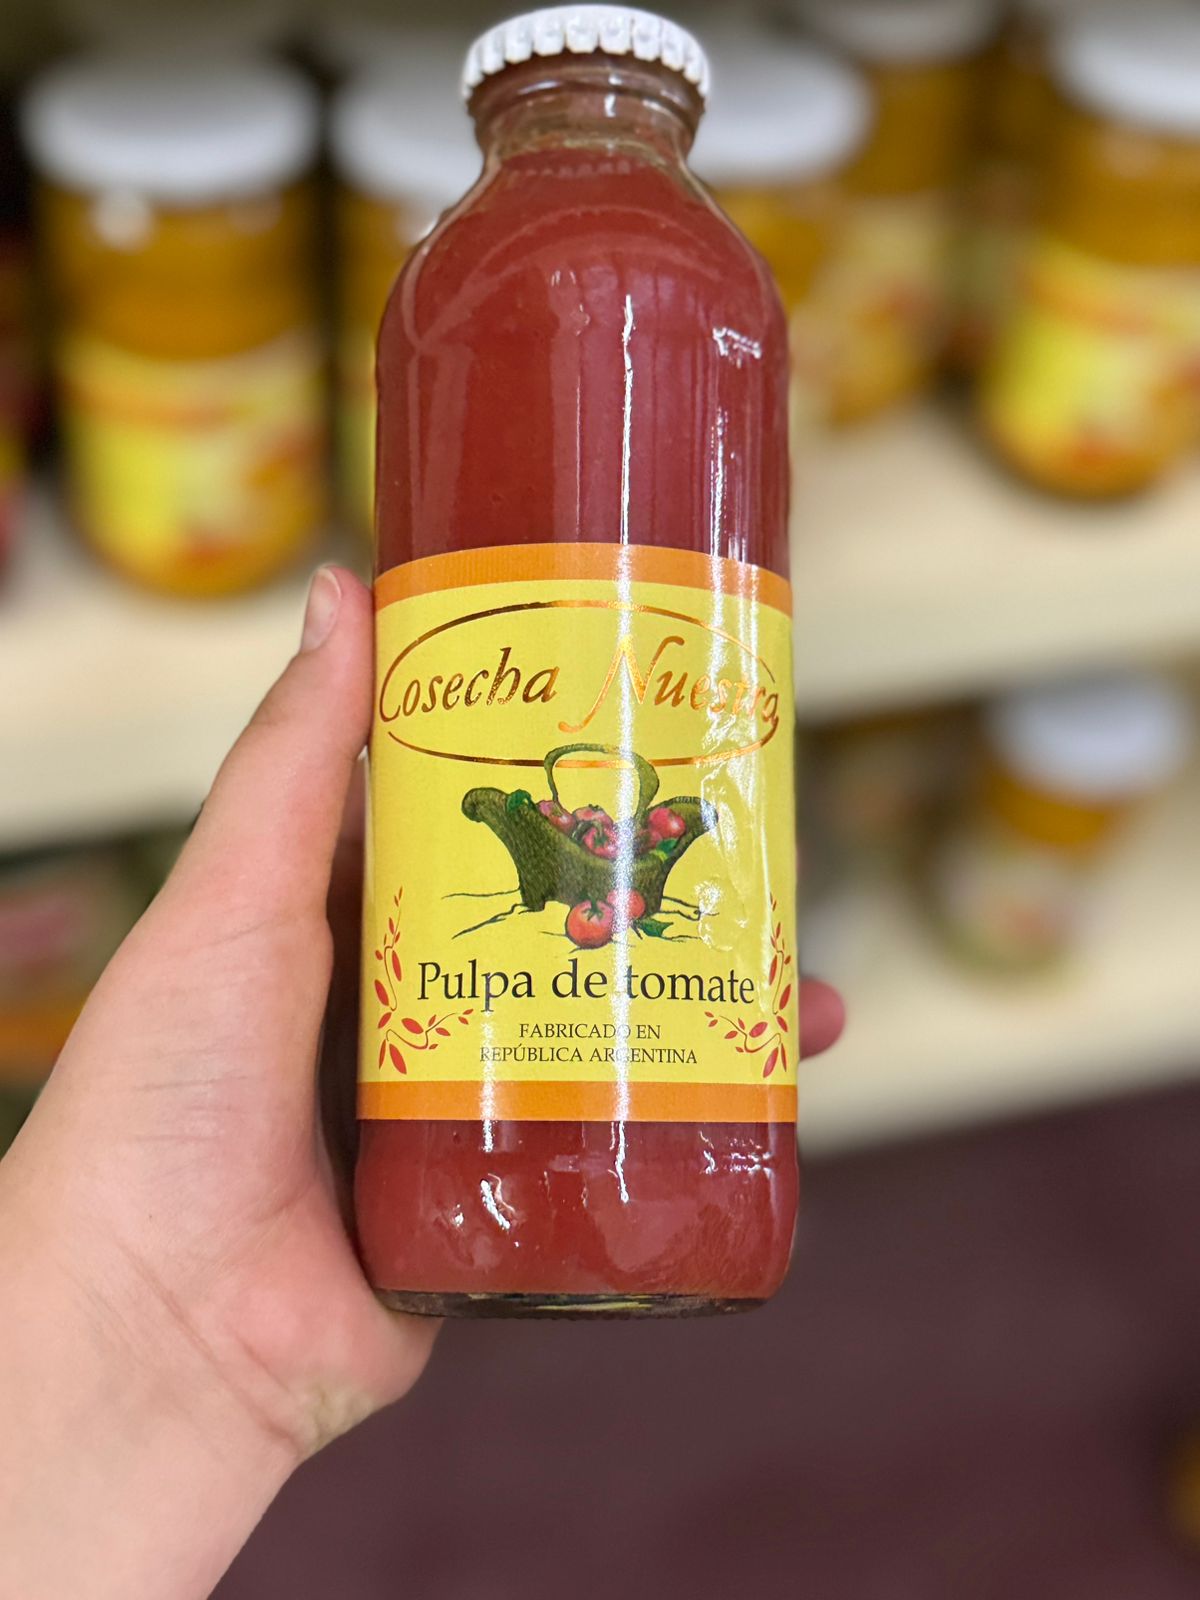 Cosecha Nuestra
Pulpa de tomate
FABRICADO EN
REPÚBLICA ARGENTINA